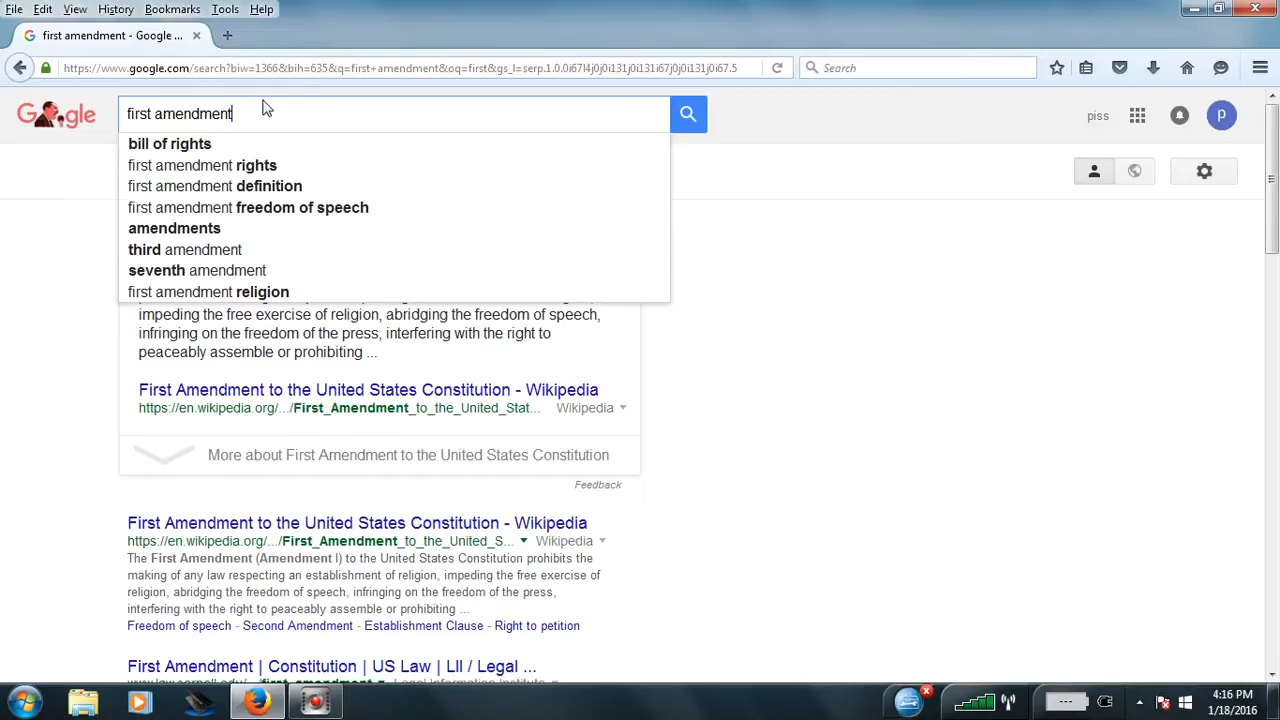 File Edit View History Bookmarks Tools Help
first amendment - Google ...
https://www.google.com/search?biw=1366&bih=635&q=first+amendment&oq=first&gs_l=serp.1.0.0i67l4j0j0i131j0i131i67j0j0i131j0i67.5
Search
Google
first amendment
piss
p
bill of rights
first amendment rights
first amendment definition
first amendment freedom of speech
amendments
third amendment
seventh amendment
first amendment religion
impeding the free exercise of religion, abridging the freedom of speech,
infringing on the freedom of the press, interfering with the right to
peaceably assemble or prohibiting ...
First Amendment to the United States Constitution - Wikipedia
https://en.wikipedia.org/.../First_Amendment_to_the_United_Stat... Wikipedia
More about First Amendment to the United States Constitution
Feedback
First Amendment to the United States Constitution - Wikipedia
https://en.wikipedia.org/.../First_Amendment_to_the_United_S... Wikipedia
The First Amendment (Amendment I) to the United States Constitution prohibits the
making of any law respecting an establishment of religion, impeding the free exercise of
religion, abridging the freedom of speech, infringing on the freedom of the press,
interfering with the right to peaceably assemble or prohibiting ...
Freedom of speech - Second Amendment - Establishment Clause - Right to petition
First Amendment | Constitution | US Law | LII / Legal ...
4:16 PM
1/18/2016